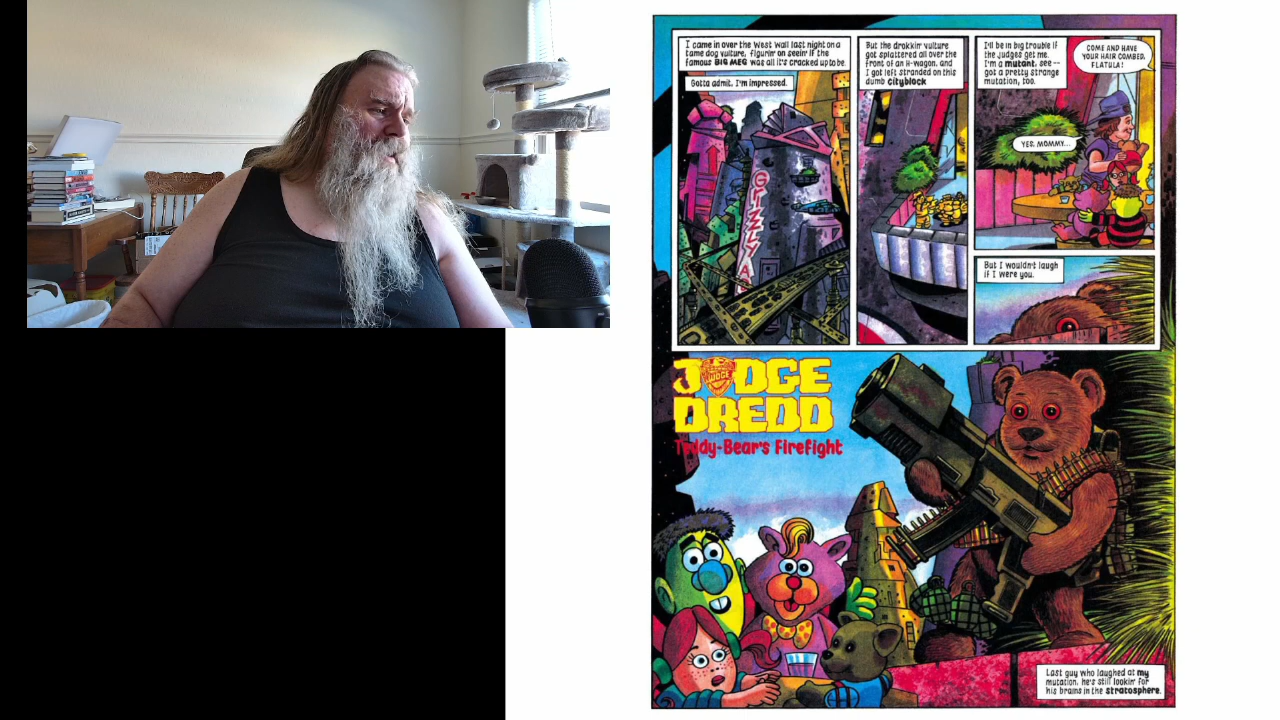 I came in over the West Wall last night on a
tame dog vulture, figurin' on seein' if the
famous BIG MEG was all it's cracked up to be.
Gotta admit, I'm impressed.
But the drokkin' vulture
got splattered all over the
front of an H-wagon, and
I got left stranded on this
dumb cityblock
I'll be in big trouble if
the judges get me.
I'm a mutant, see --
got a pretty strange
mutation, too.
COME AND HAVE
YOUR HAIR COMBED,
FLATULA!
YES, MOMMY...
GRIZZLY A
But I wouldn't laugh
if I were you.
JUDGE
DREDD
Teddy-Bear's Firefight
Last guy who laughed at my
mutation, he's still lookin' for
his brains in the stratosphere.